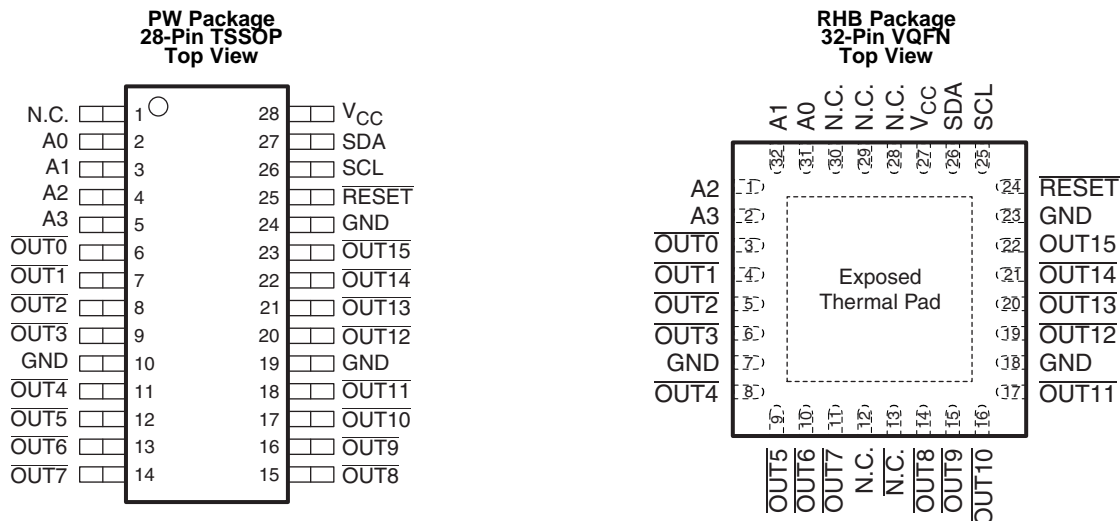 PW Package
28-Pin TSSOP
Top View
N.C. 1 28 VCC
A0 2 27 SDA
A1 3 26 SCL
A2 4 25 RESET
A3 5 24 GND
OUT0 6 23 OUT15
OUT1 7 22 OUT14
OUT2 8 21 OUT13
OUT3 9 20 OUT12
GND 10 19 GND
OUT4 11 18 OUT11
OUT5 12 17 OUT10
OUT6 13 16 OUT9
OUT7 14 15 OUT8
RHB Package
32-Pin VQFN
Top View
A1 A0 N.C. N.C. N.C. VCC SDA SCL
32 31 30 29 28 27 26 25
A2 1 24 RESET
A3 2 23 GND
OUT0 3 22 OUT15
OUT1 4 21 OUT14
OUT2 5 20 OUT13
OUT3 6 19 OUT12
GND 7 18 GND
OUT4 8 17 OUT11
Exposed
Thermal Pad
9 10 11 12 13 14 15 16
OUT5 OUT6 OUT7 N.C. N.C. OUT8 OUT9 OUT10